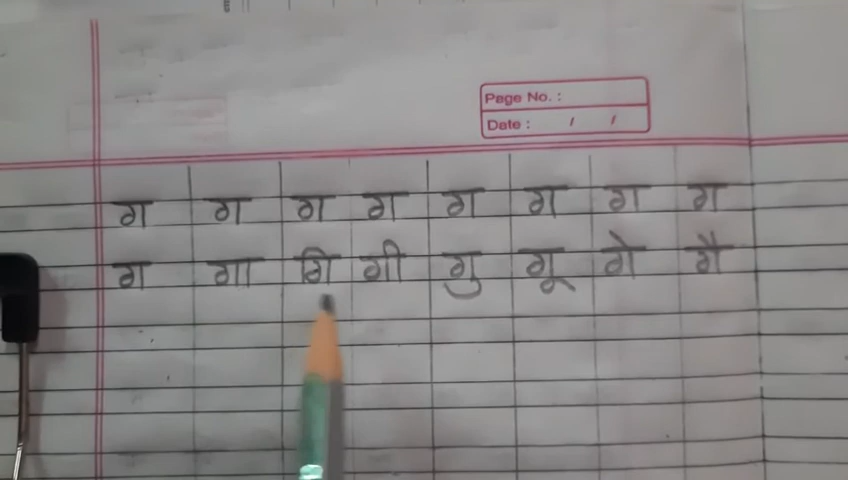 Page No. :
Date : / /
ग ग ग ग ग ग ग ग
ग गा गि गी गु गू गे गै